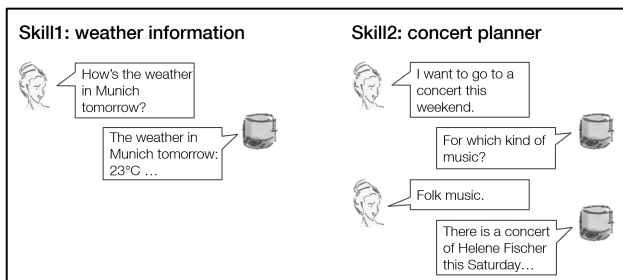 Skill1: weather information
How's the weather
in Munich
tomorrow?
The weather in
Munich tomorrow:
23°C …
Skill2: concert planner
I want to go to a
concert this
weekend.
For which kind of
music?
Folk music.
There is a concert
of Helene Fischer
this Saturday…